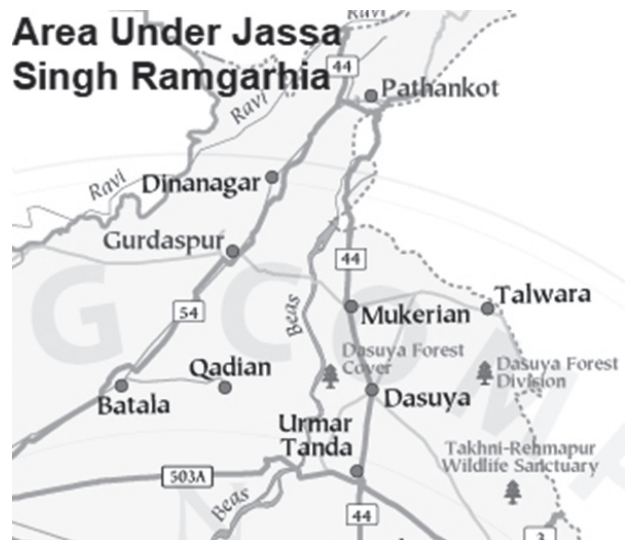 Area Under Jassa
Singh Ramgarhia
Ravi
44
Pathankot
Ravi
Ravi
Dinanagar
Gurdaspur
44
54
Beas
Mukerian
Talwara
Dasuya Forest
Cover
Dasuya Forest
Division
Qadian
Batala
Dasuya
Urmar
Tanda
Takhni-Rehmapur
Wildlife Sanctuary
503A
Beas
44
3
G COM